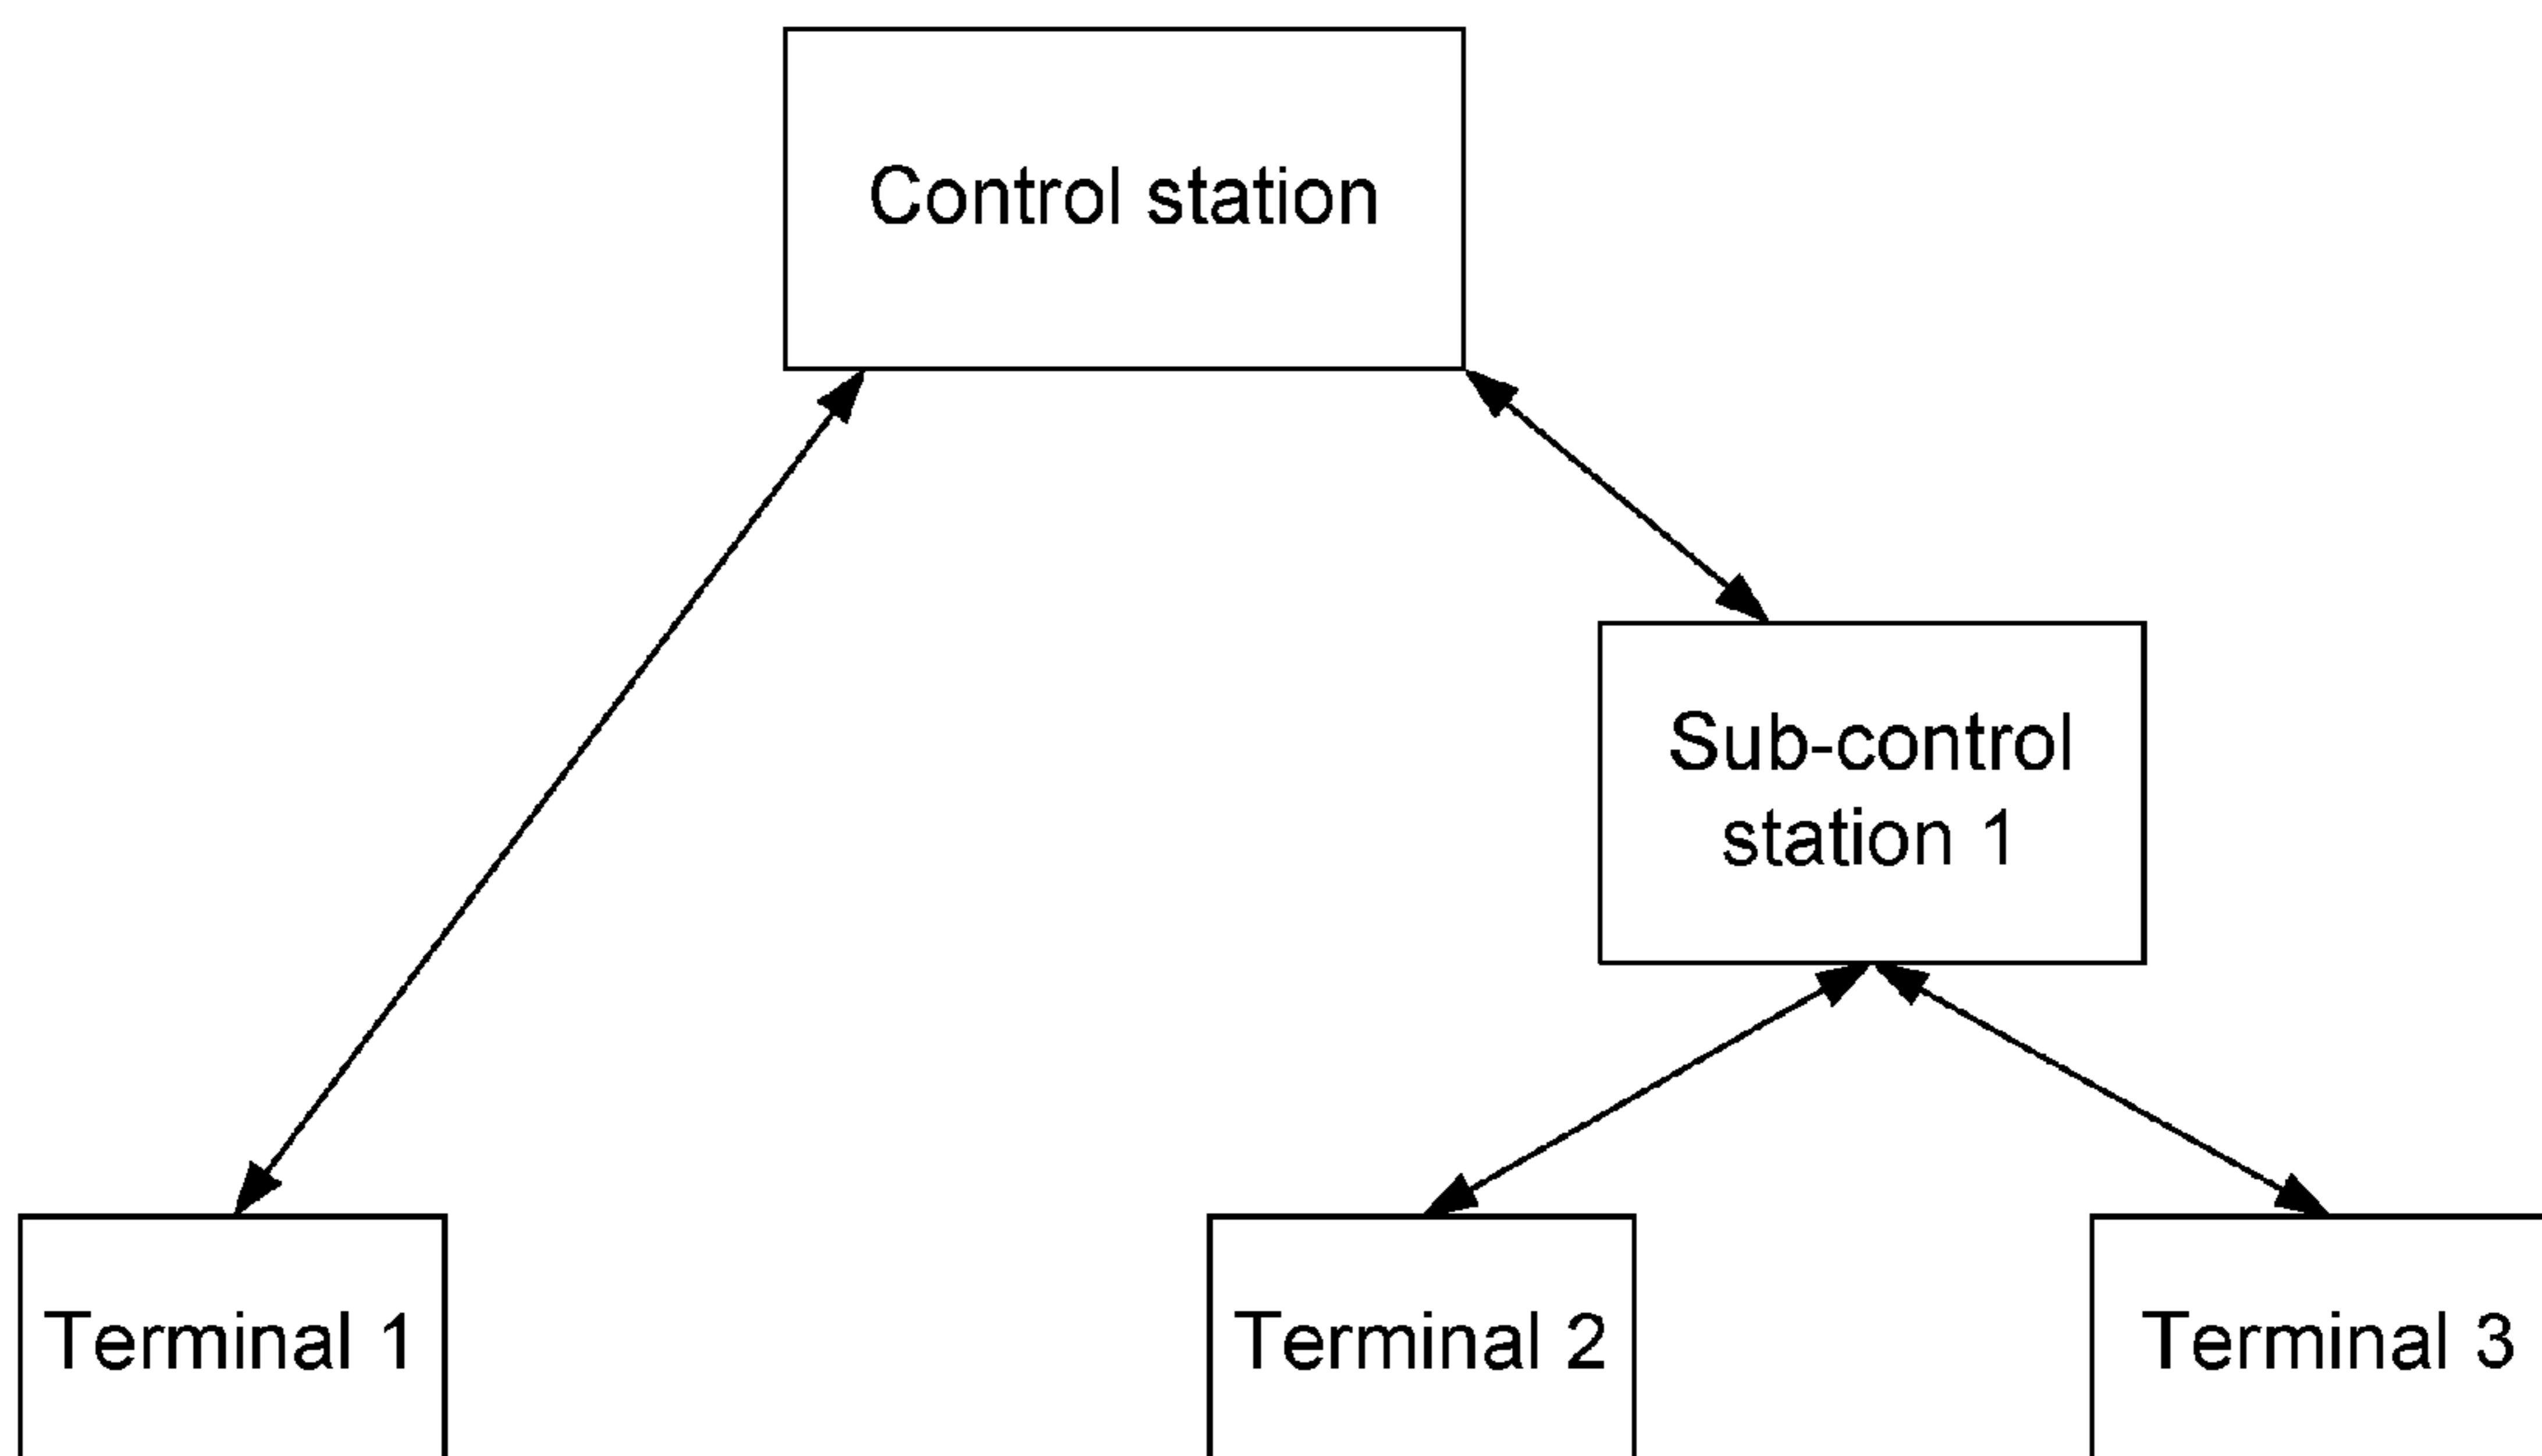 Control station
Sub-control
station 1
Terminal 1
Terminal 2
Terminal 3